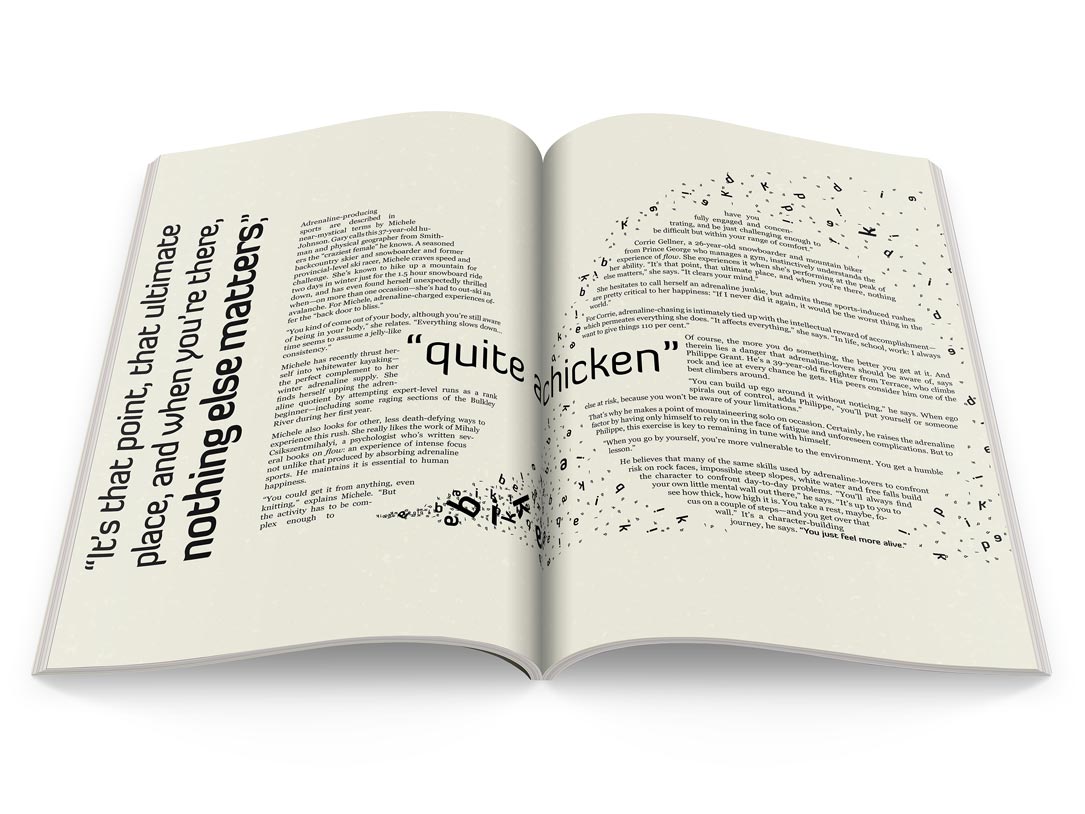 “It’s that point, that ultimate
place, and when you’re there,
nothing else matters”,
Adrenaline-producing
sports are described in
near-mystical terms by Michele
Johnson. Gary calls this 37-year-old hu-
man and physical geographer from Smith-
ers the “craziest female” he knows. A seasoned
backcountry skier and snowboarder and former
provincial-level ski racer, Michele craves speed and
challenge. She’s known to hike up a mountain for
two days in winter just for the 1.5 hour snowboard ride
down, and has even found herself unexpectedly thrilled
when—on more than one occasion—she’s had to out-ski an
avalanche. For Michele, adrenaline-charged experiences of-
fer the “back door to bliss.”
“You kind of come out of your body, although you’re still aware
of being in your body,” she relates. “Everything slows down,
time seems to assume a jelly-like
consistency.”
Michele has recently thrust her-
self into whitewater kayaking—
the perfect complement to her
winter adrenaline supply. She
finds herself upping the adren-
aline quotient by attempting expert-level runs as a rank
beginner—including some raging sections of the Bulkley
River during her first year.
Michele also looks for other, less death-defying ways to
experience this rush. She really likes the work of Mihaly
Csikszentmihalyi, a psychologist who’s written sev-
eral books on flow: an experience of intense focus
not unlike that produced by absorbing adrenaline
sports. He maintains it is essential to human
happiness.
“You could get it from anything, even
knitting,” explains Michele. “But
the activity has to be com-
plex enough to
“quite a chicken”
b i k e
have you
fully engaged and concen-
trating, and be just challenging enough to
be difficult but within your range of comfort.”
Corrie Gellner, a 26-year-old snowboarder and mountain biker
from Prince George who manages a gym, instinctively understands the
experience of flow. She experiences it when she’s performing at the peak of
her ability. “It’s that point, that ultimate place, and when you’re there, nothing
else matters,” she says. “It clears your mind.”
She hesitates to call herself an adrenaline junkie, but admits these sports-induced rushes
are pretty critical to her happiness: “If I never did it again, it would be the worst thing in the
world.”
For Corrie, adrenaline-chasing is intimately tied up with the intellectual reward of accomplishment—
which permeates everything she does. “It affects everything,” she says. “In life, school, work: I always
want to give things 110 per cent.”
Of course, the more you do something, the better you get at it. And
therein lies a danger that adrenaline-lovers should be aware of, says
Philippe Grant. He’s a 39-year-old firefighter from Terrace, who climbs
rock and ice at every chance he gets. His peers consider him one of the
best climbers around.
“You can build up ego around it without noticing,” he says. When ego
spirals out of control, adds Philippe, “you’ll put yourself or someone
else at risk, because you won’t be aware of your limitations.”
That’s why he makes a point of mountaineering solo on occasion. Certainly, he raises the adrenaline
factor by having only himself to rely on in the face of fatigue and unforeseen complications. But to
Philippe, this exercise is key to remaining in tune with himself.
“When you go by yourself, you’re more vulnerable to the environment. You get a humble
lesson.”
He believes that many of the same skills used by adrenaline-lovers to confront
risk on rock faces, impossible steep slopes, white water and free falls build
the character to confront day-to-day problems. “You’ll always find
your own little mental wall out there,” he says. “It’s up to you to
see how thick, how high it is. You take a rest, maybe, fo-
cus on a couple of steps—and you get over that
wall.” It’s a character-building
journey, he says. “You just feel more alive.”